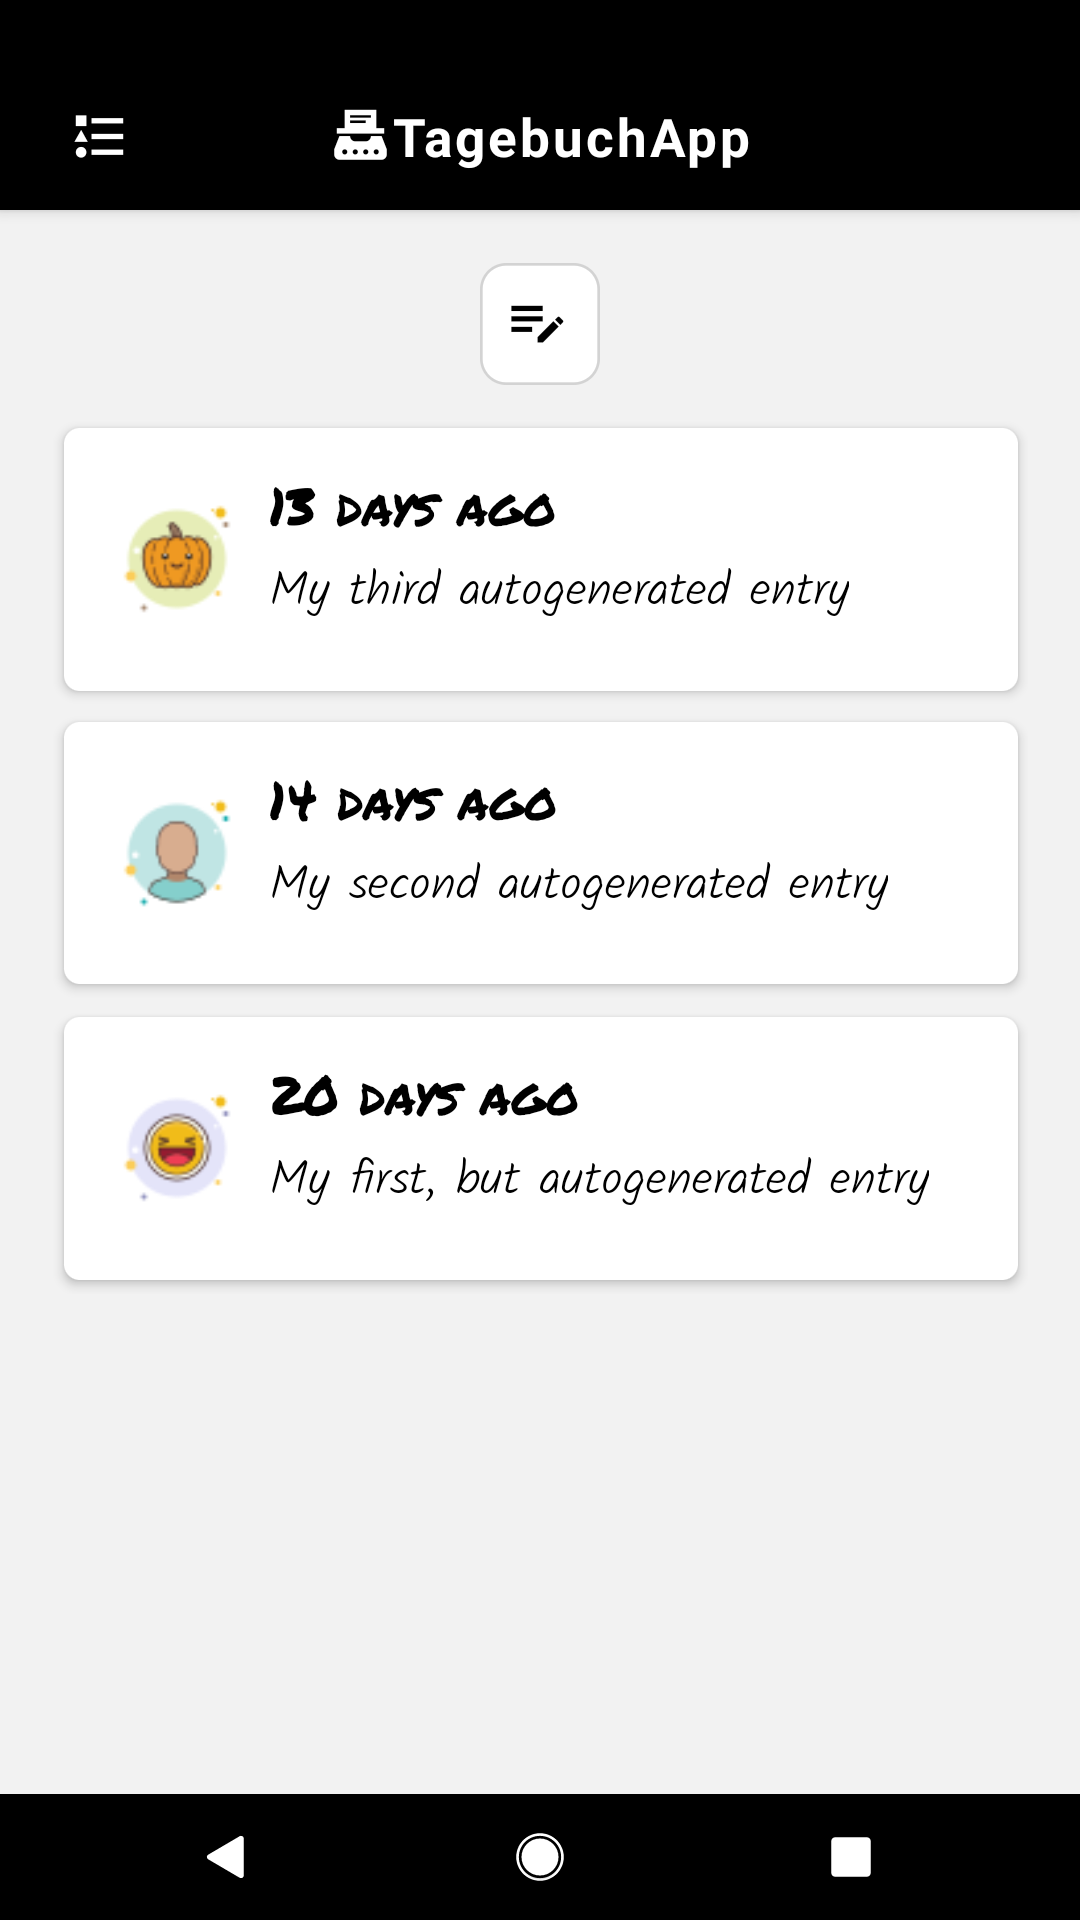 TagebuchApp
13 DAYS AGO
My third autogenerated entry
14 DAYS AGO
My second autogenerated entry
20 DAYS AGO
My first, but autogenerated entry